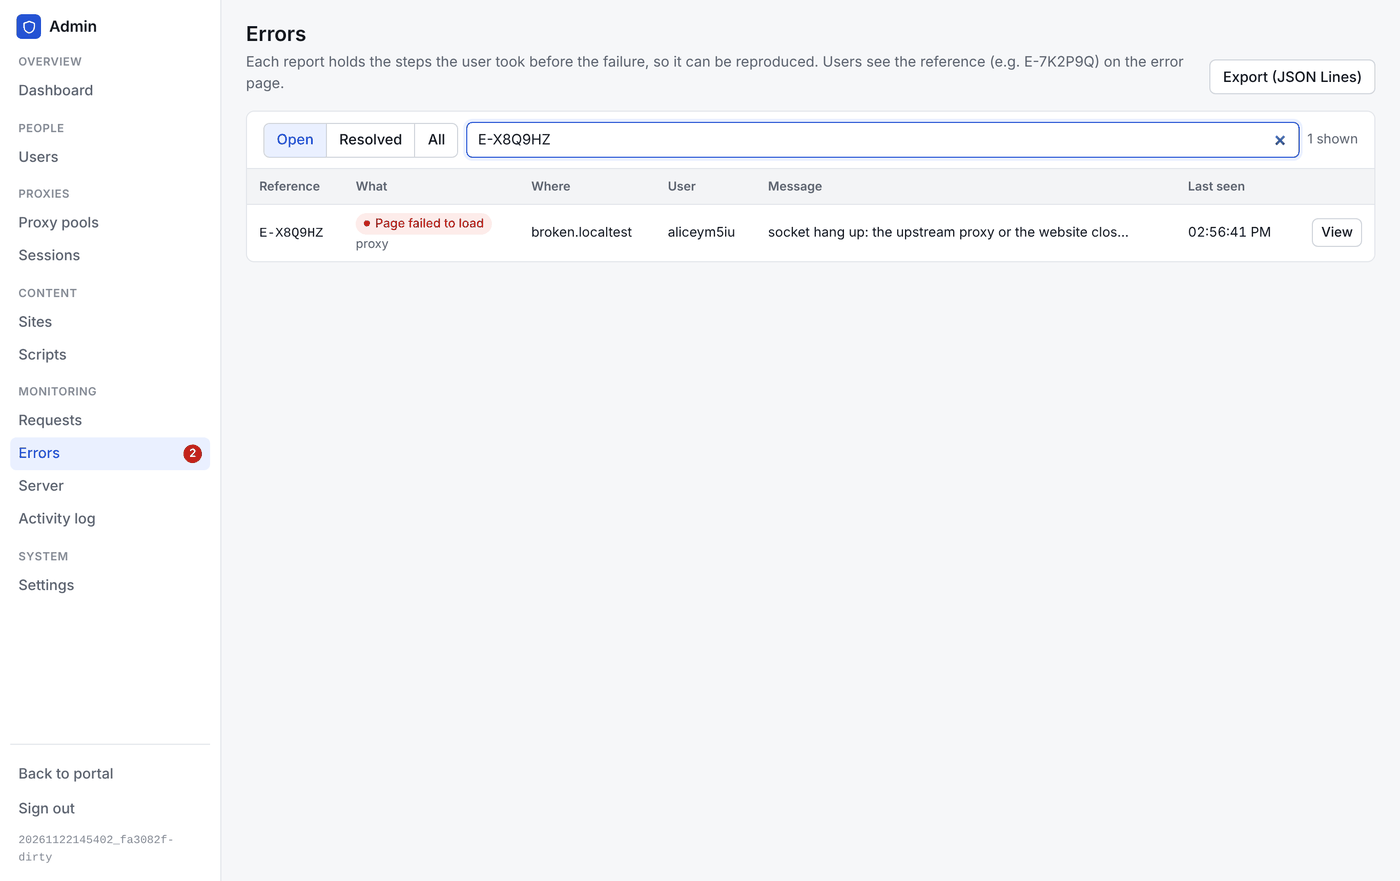 Admin
OVERVIEW
Dashboard
PEOPLE
Users
PROXIES
Proxy pools
Sessions
CONTENT
Sites
Scripts
MONITORING
Requests
Errors 2
Server
Activity log
SYSTEM
Settings
Back to portal
Sign out
20261122145402_fa3082f-
dirty
Errors
Each report holds the steps the user took before the failure, so it can be reproduced. Users see the reference (e.g. E-7K2P9Q) on the error
page.
Export (JSON Lines)
Open Resolved All E-X8Q9HZ 1 shown
Reference What Where User Message Last seen
E-X8Q9HZ Page failed to load broken.localtest aliceym5iu socket hang up: the upstream proxy or the website clos... 02:56:41 PM View
proxy